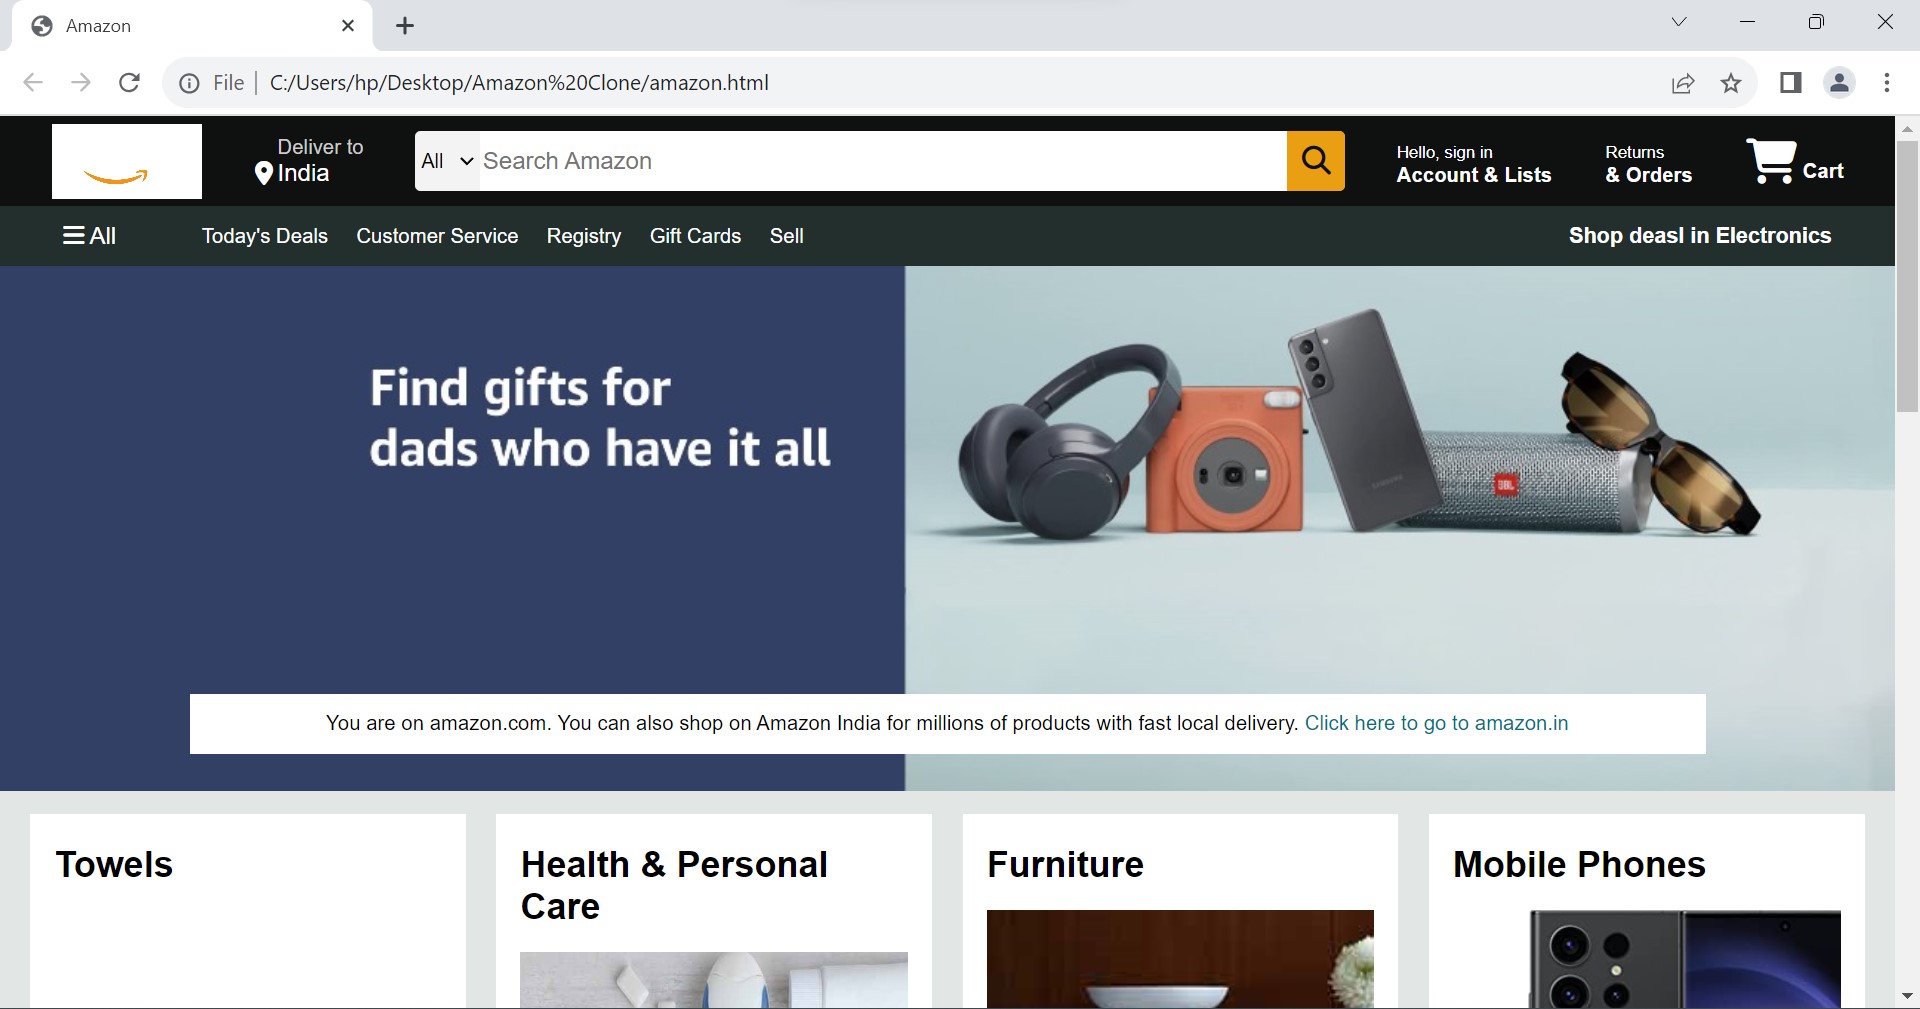 Amazon
File
C:/Users/hp/Desktop/Amazon%20Clone/amazon.html
Deliver to
India
All
Search Amazon
Hello, sign in
Account & Lists
Returns
& Orders
Cart
All
Today's Deals
Customer Service
Registry
Gift Cards
Sell
Shop deasl in Electronics
Find gifts for
dads who have it all
SAMSUNG
JBL
You are on amazon.com. You can also shop on Amazon India for millions of products with fast local delivery. Click here to go to amazon.in
Towels
Health & Personal
Care
Furniture
Mobile Phones